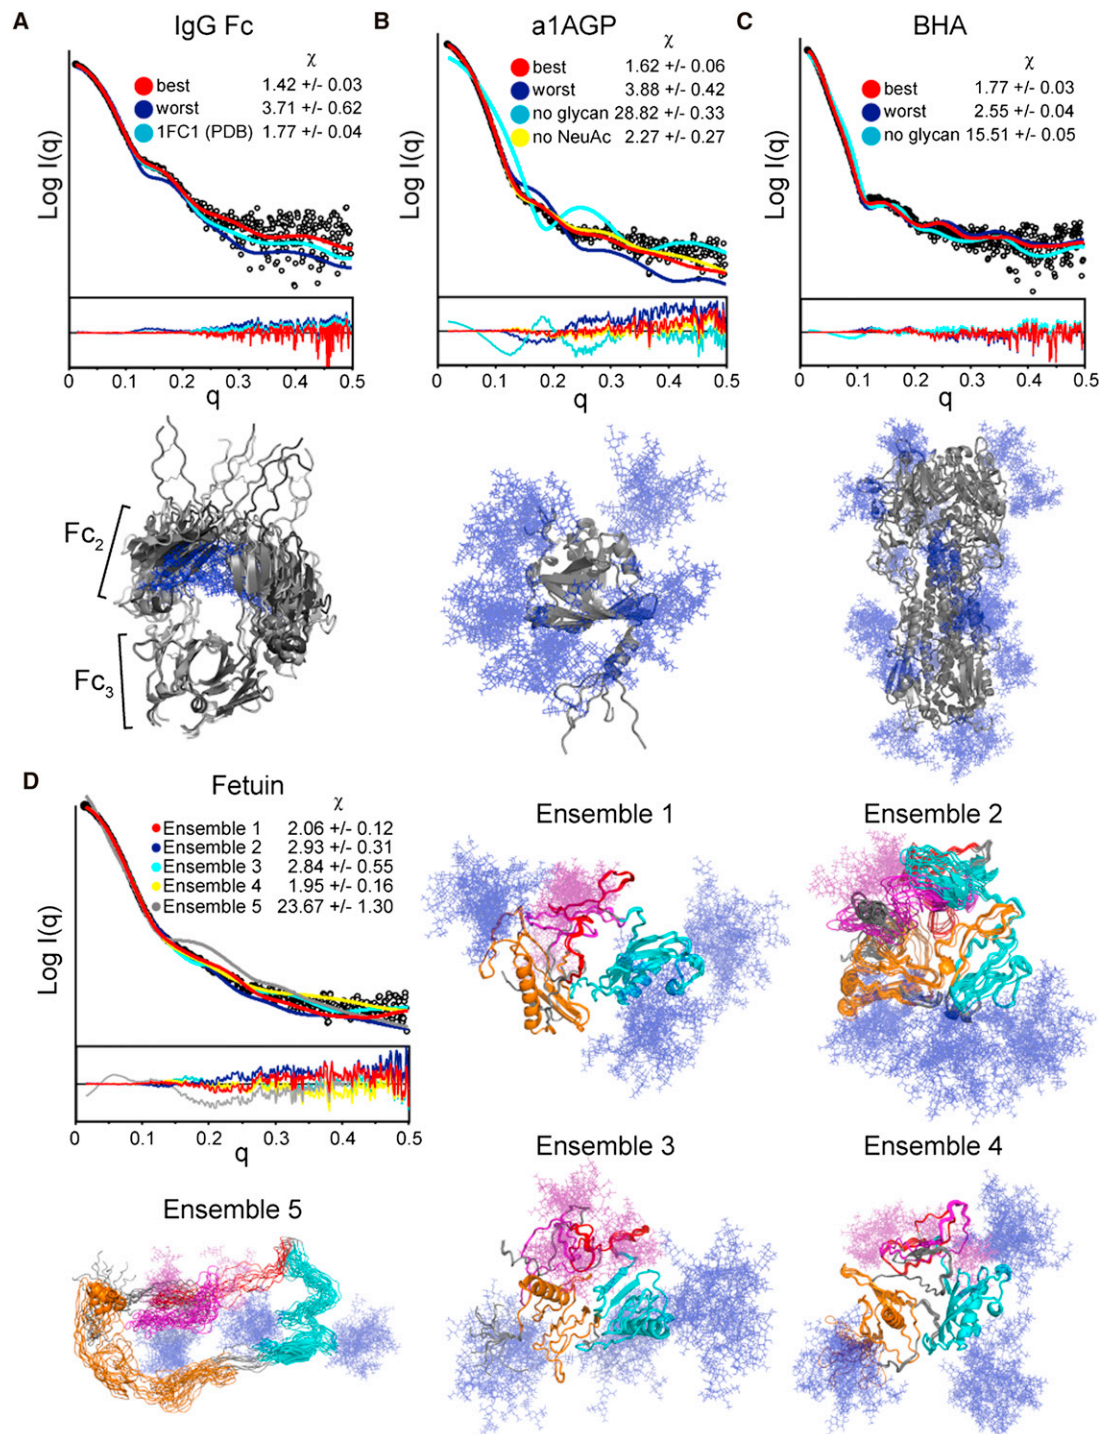 A
IgG Fc
χ
best 1.42 +/- 0.03
worst 3.71 +/- 0.62
1FC1 (PDB) 1.77 +/- 0.04
Log I(q)
0 0.1 0.2 0.3 0.4 0.5
q
Fc2
Fc3
B
a1AGP
χ
best 1.62 +/- 0.06
worst 3.88 +/- 0.42
no glycan 28.82 +/- 0.33
no NeuAc 2.27 +/- 0.27
Log I(q)
0 0.1 0.2 0.3 0.4 0.5
q
C
BHA
χ
best 1.77 +/- 0.03
worst 2.55 +/- 0.04
no glycan 15.51 +/- 0.05
Log I(q)
0 0.1 0.2 0.3 0.4 0.5
q
D
Fetuin
χ
Ensemble 1 2.06 +/- 0.12
Ensemble 2 2.93 +/- 0.31
Ensemble 3 2.84 +/- 0.55
Ensemble 4 1.95 +/- 0.16
Ensemble 5 23.67 +/- 1.30
Log I(q)
0 0.1 0.2 0.3 0.4 0.5
q
Ensemble 1
Ensemble 2
Ensemble 3
Ensemble 4
Ensemble 5